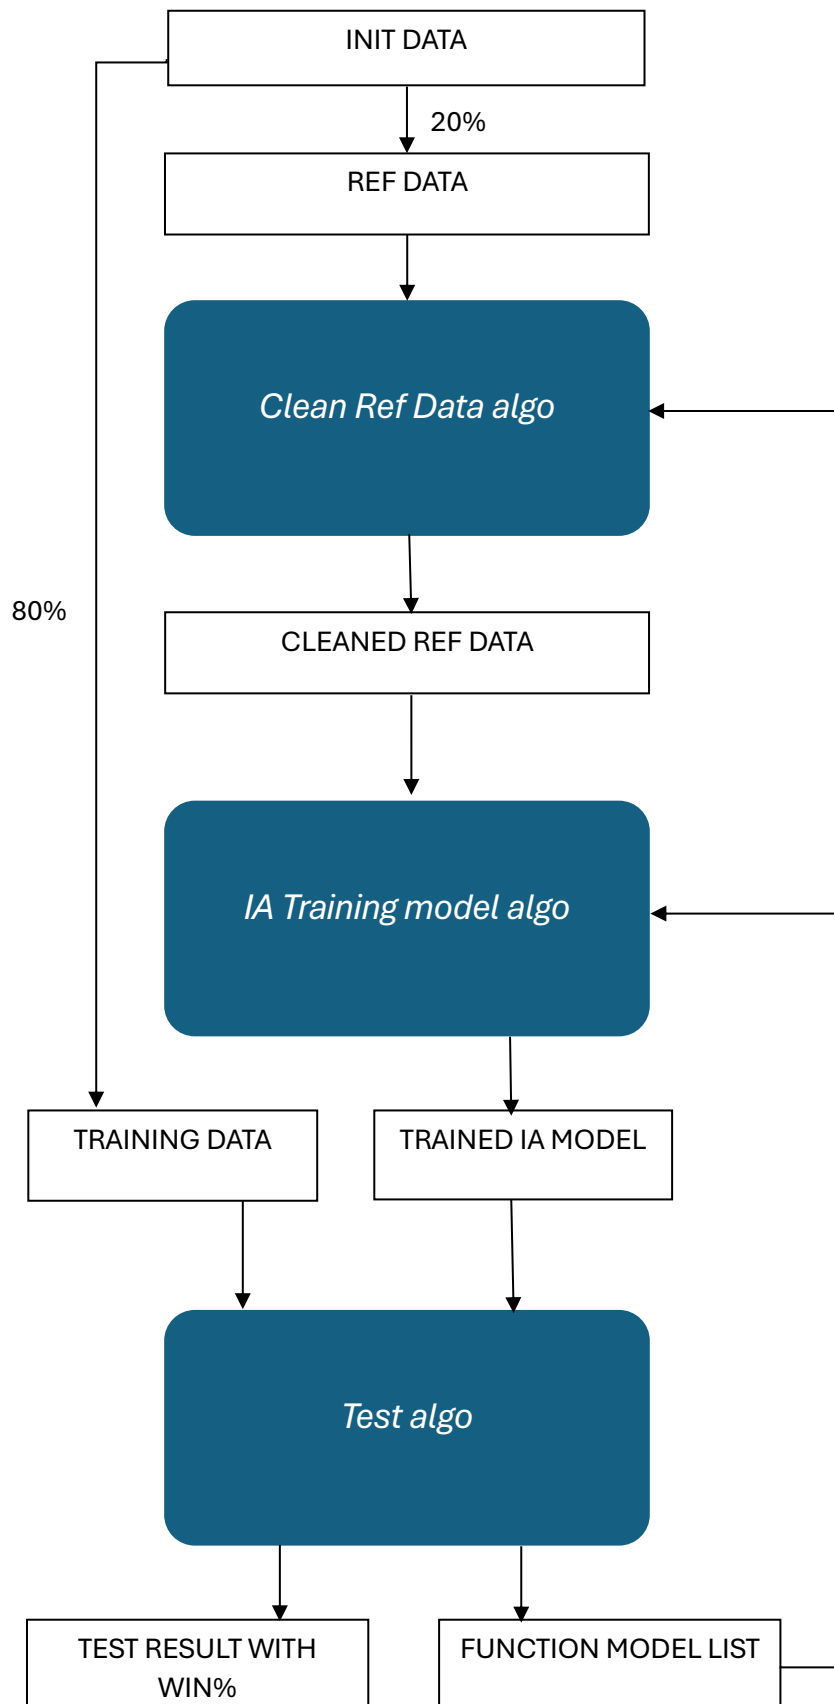 INIT DATA
20%
REF DATA
Clean Ref Data algo
80%
CLEANED REF DATA
IA Training model algo
TRAINING DATA
TRAINED IA MODEL
Test algo
TEST RESULT WITH
WIN%
FUNCTION MODEL LIST